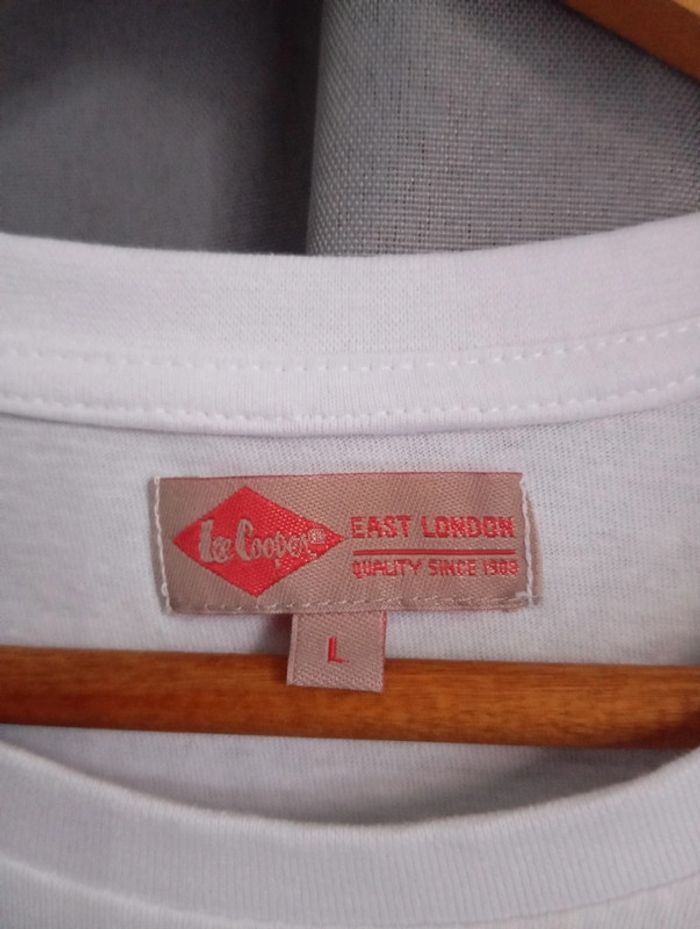 Lee Cooper
EAST LONDON
QUALITY SINCE 1908
L